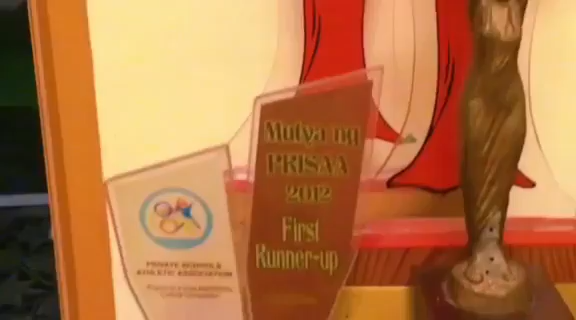 Mutya ng
PRISAA
2012
First
Runner-up
PRIVATE SCHOOLS
ATHLETIC ASSOCIATION